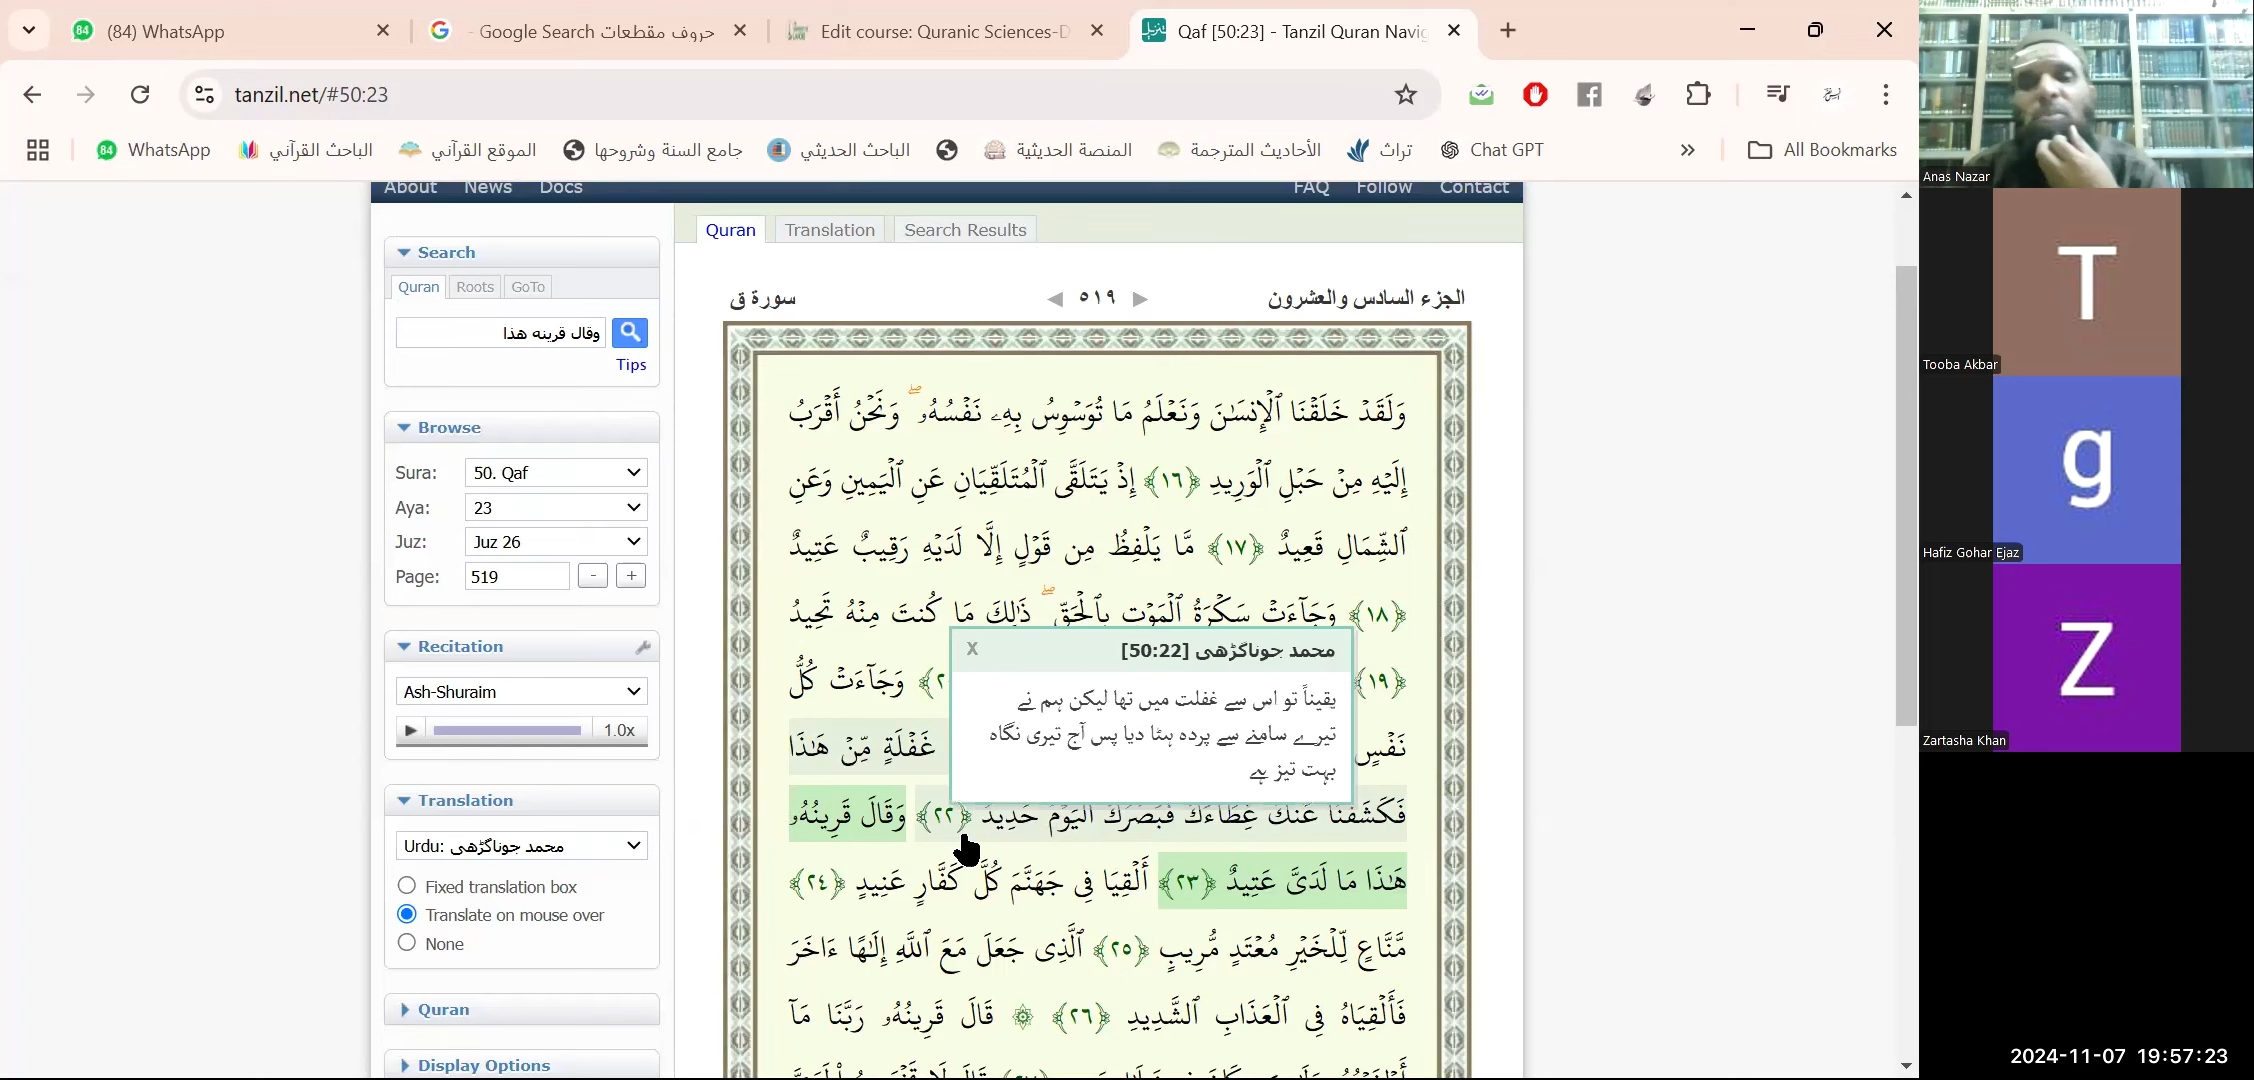 (84) WhatsApp
حروف مقطعات - Google Search
Edit course: Quranic Sciences-D
Qaf [50:23] - Tanzil Quran Navig
tanzil.net/#50:23
WhatsApp
الباحث القرآني
الموقع القرآني
جامع السنة وشروحها
الباحث الحديثي
المنصة الحديثية
الأحاديث المترجمة
تراث
Chat GPT
»
All Bookmarks
About News Docs
FAQ Follow Contact
Search
Quran Roots GoTo
وقال قرينه هذا
Tips
Browse
Sura: 50. Qaf
Aya: 23
Juz: Juz 26
Page: 519 - +
Recitation
Ash-Shuraim
1.0x
Translation
Urdu: محمد جوناگڑھی
Fixed translation box
Translate on mouse over
None
Quran
Display Options
Quran Translation Search Results
الجزء السادس والعشرون
٥١٩
سورة ق
وَلَقَدْ خَلَقْنَا ٱلْإِنسَـٰنَ وَنَعْلَمُ مَا تُوَسْوِسُ بِهِۦ نَفْسُهُۥ ۖ وَنَحْنُ أَقْرَبُ
إِلَيْهِ مِنْ حَبْلِ ٱلْوَرِيدِ ﴿١٦﴾ إِذْ يَتَلَقَّى ٱلْمُتَلَقِّيَانِ عَنِ ٱلْيَمِينِ وَعَنِ
ٱلشِّمَالِ قَعِيدٌ ﴿١٧﴾ مَّا يَلْفِظُ مِن قَوْلٍ إِلَّا لَدَيْهِ رَقِيبٌ عَتِيدٌ
﴿١٨﴾ وَجَآءَتْ سَكْرَةُ ٱلْمَوْتِ بِٱلْحَقِّ ۖ ذَٰلِكَ مَا كُنتَ مِنْهُ تَحِيدُ
﴿١٩﴾ وَجَآءَتْ كُلُّ
نَفْسٍ غَفْلَةٍ مِّنْ هَـٰذَا
محمد جوناگڑھی [50:22]
X
یقیناً تو اس سے غفلت میں تھا لیکن ہم نے
تیرے سامنے سے پرده ہٹا دیا پس آج تیری نگاه
بہت تیز ہے
فَكَشَفْنَا عَنكَ غِطَآءَكَ فَبَصَرُكَ ٱلْيَوْمَ حَدِيدٌ ﴿٢٢﴾ وَقَالَ قَرِينُهُۥ
هَـٰذَا مَا لَدَىَّ عَتِيدٌ ﴿٢٣﴾ أَلْقِيَا فِى جَهَنَّمَ كُلَّ كَفَّارٍ عَنِيدٍ ﴿٢٤﴾
مَّنَّاعٍ لِّلْخَيْرِ مُعْتَدٍ مُّرِيبٍ ﴿٢٥﴾ ٱلَّذِى جَعَلَ مَعَ ٱللَّهِ إِلَـٰهًا ءَاخَرَ
فَأَلْقِيَاهُ فِى ٱلْعَذَابِ ٱلشَّدِيدِ ﴿٢٦﴾ ۞ قَالَ قَرِينُهُۥ رَبَّنَا مَآ
Anas Nazar
T
Tooba Akbar
g
Hafiz Gohar Ejaz
Z
Zartasha Khan
2024-11-07 19:57:23